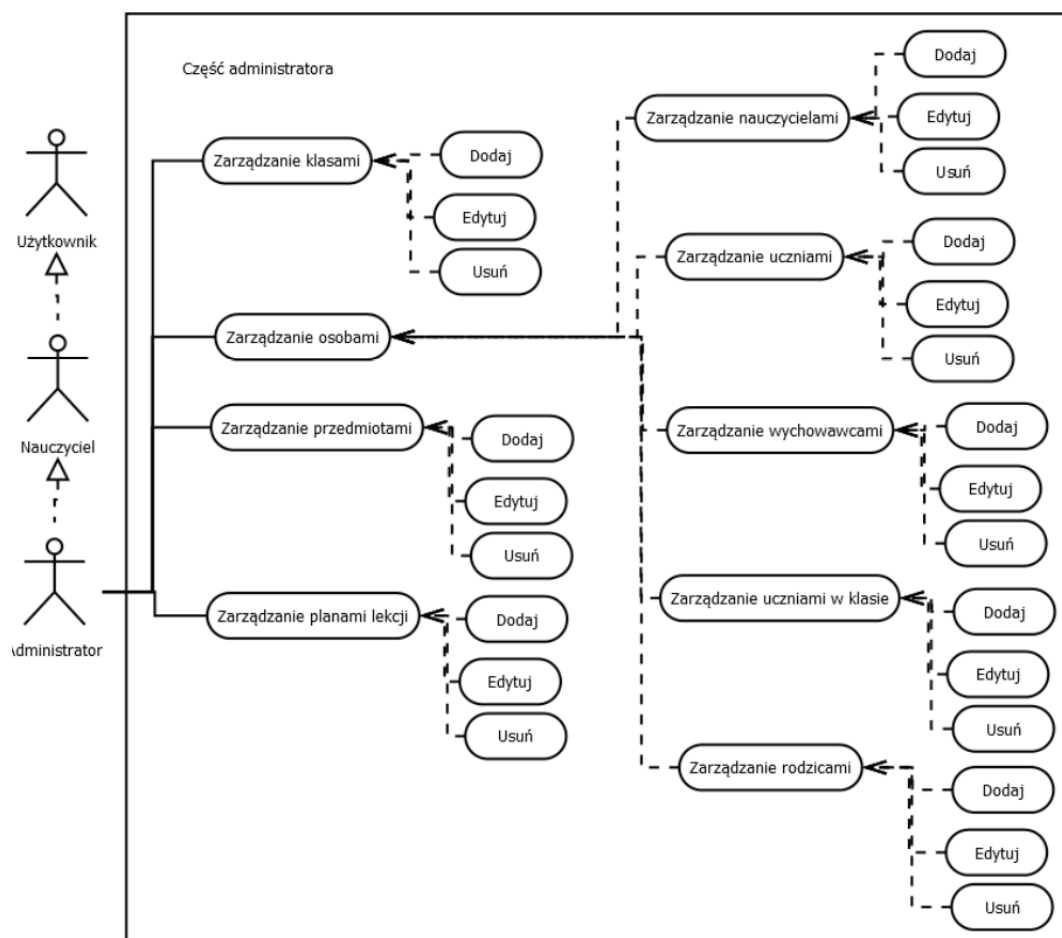 Część administratora
Użytkownik
Nauczyciel
Administrator
Zarządzanie klasami
Dodaj
Edytuj
Usuń
Zarządzanie osobami
Zarządzanie przedmiotami
Dodaj
Edytuj
Usuń
Zarządzanie planami lekcji
Dodaj
Edytuj
Usuń
Zarządzanie nauczycielami
Dodaj
Edytuj
Usuń
Zarządzanie uczniami
Dodaj
Edytuj
Usuń
Zarządzanie wychowawcami
Dodaj
Edytuj
Usuń
Zarządzanie uczniami w klasie
Dodaj
Edytuj
Usuń
Zarządzanie rodzicami
Dodaj
Edytuj
Usuń